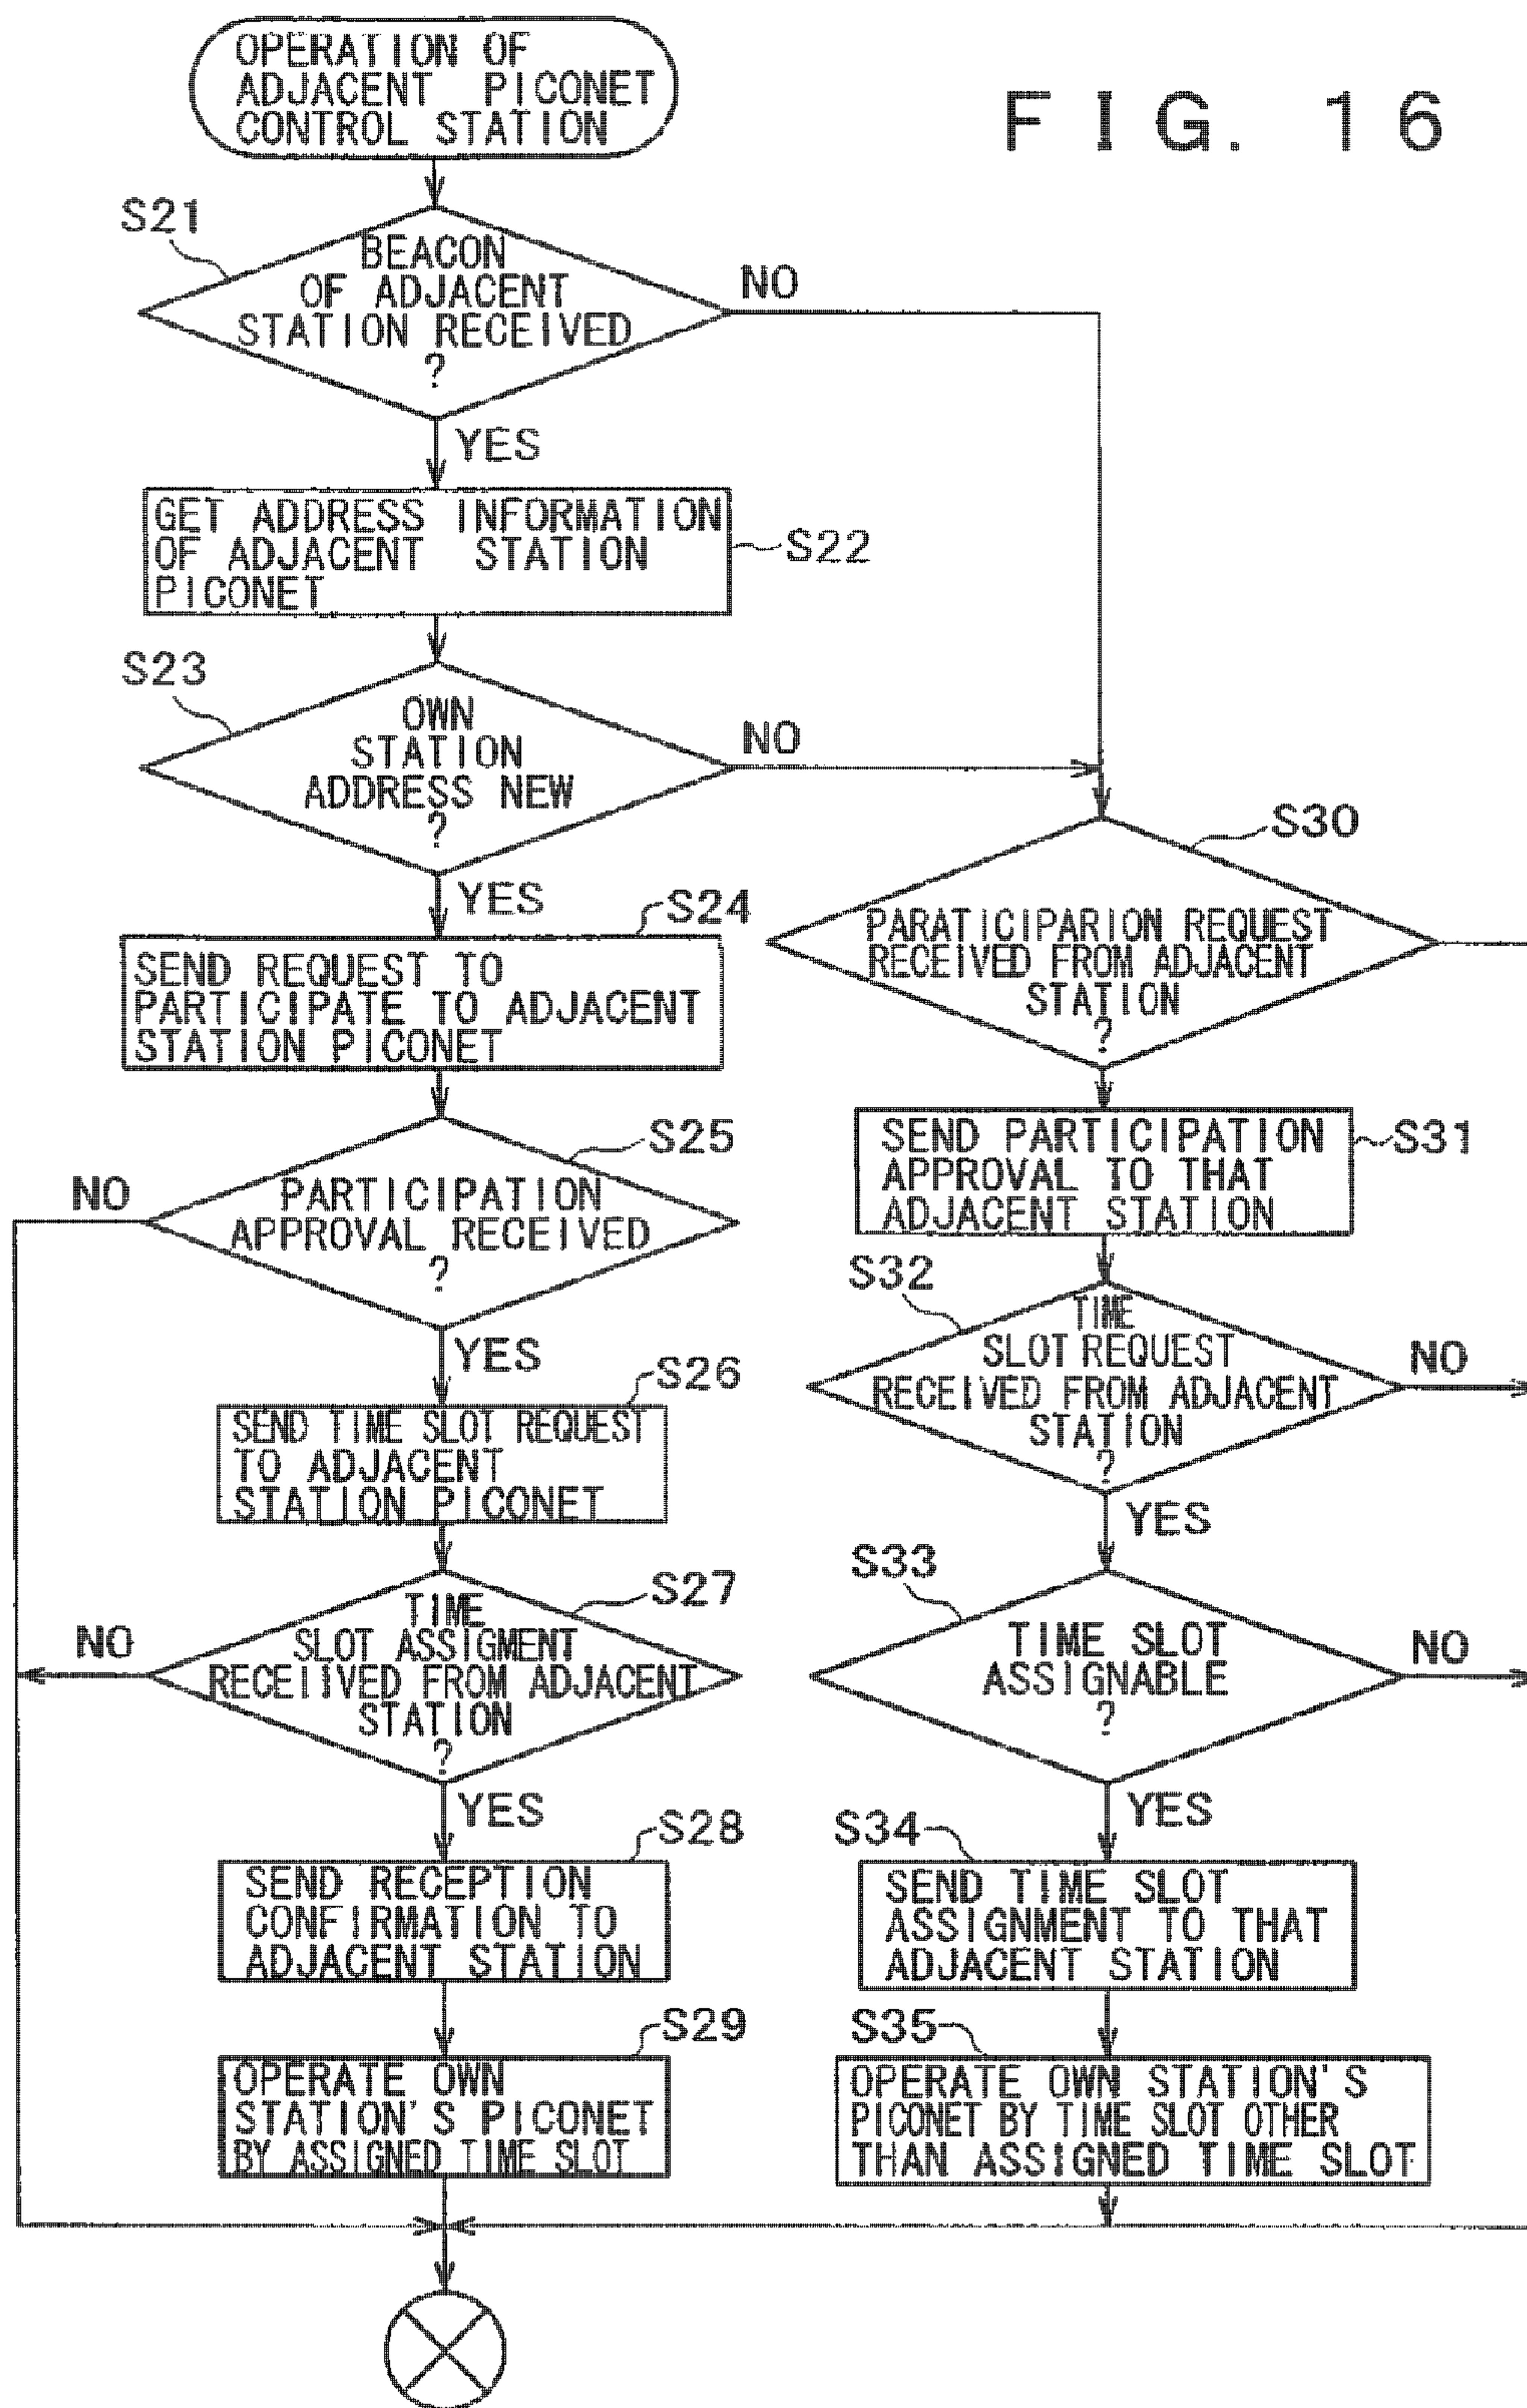 OPERATION OF
ADJACENT PICONET
CONTROL STATION
FIG. 16
S21
BEACON
OF ADJACENT
STATION RECEIVED
?
NO
YES
GET ADDRESS INFORMATION
OF ADJACENT STATION
PICONET
S22
S23
OWN
STATION
ADDRESS NEW
?
NO
YES
S24
SEND REQUEST TO
PARTICIPATE TO ADJACENT
STATION PICONET
S25
NO
PARTICIPATION
APPROVAL RECEIVED
?
YES
S26
SEND TIME SLOT REQUEST
TO ADJACENT
STATION PICONET
S27
NO
TIME
SLOT ASSIGMENT
RECEIIVED FROM ADJACENT
STATION
?
YES
S28
SEND RECEPTION
CONFIRMATION TO
ADJACENT STATION
S29
OPERATE OWN
STATION'S PICONET
BY ASSIGNED TIME SLOT
S30
PARATICIPARION REQUEST
RECEIVED FROM ADJACENT
STATION
?
SEND PARTICIPATION
APPROVAL TO THAT
ADJACENT STATION
S31
S32
TIME
SLOT REQUEST
RECEIVED FROM ADJACENT
STATION
?
NO
YES
S33
TIME SLOT
ASSIGNABLE
?
NO
YES
S34
SEND TIME SLOT
ASSIGNMENT TO THAT
ADJACENT STATION
S35
OPERATE OWN STATION'S
PICONET BY TIME SLOT OTHER
THAN ASSIGNED TIME SLOT